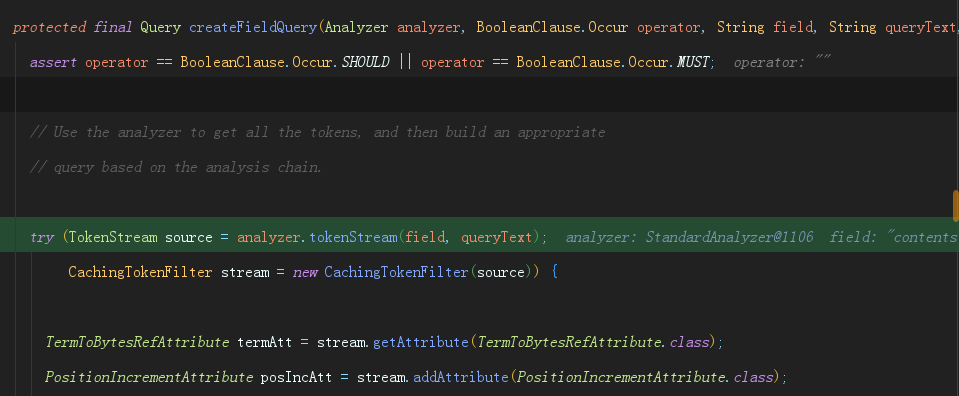 protected final Query createFieldQuery(Analyzer analyzer, BooleanClause.Occur operator, String field, String queryText,
assert operator == BooleanClause.Occur.SHOULD || operator == BooleanClause.Occur.MUST;  operator: ""
// Use the analyzer to get all the tokens, and then build an appropriate
// query based on the analysis chain.
try (TokenStream source = analyzer.tokenStream(field, queryText);  analyzer: StandardAnalyzer@1106  field: "contents
CachingTokenFilter stream = new CachingTokenFilter(source)) {
TermToBytesRefAttribute termAtt = stream.getAttribute(TermToBytesRefAttribute.class);
PositionIncrementAttribute posIncAtt = stream.addAttribute(PositionIncrementAttribute.class);